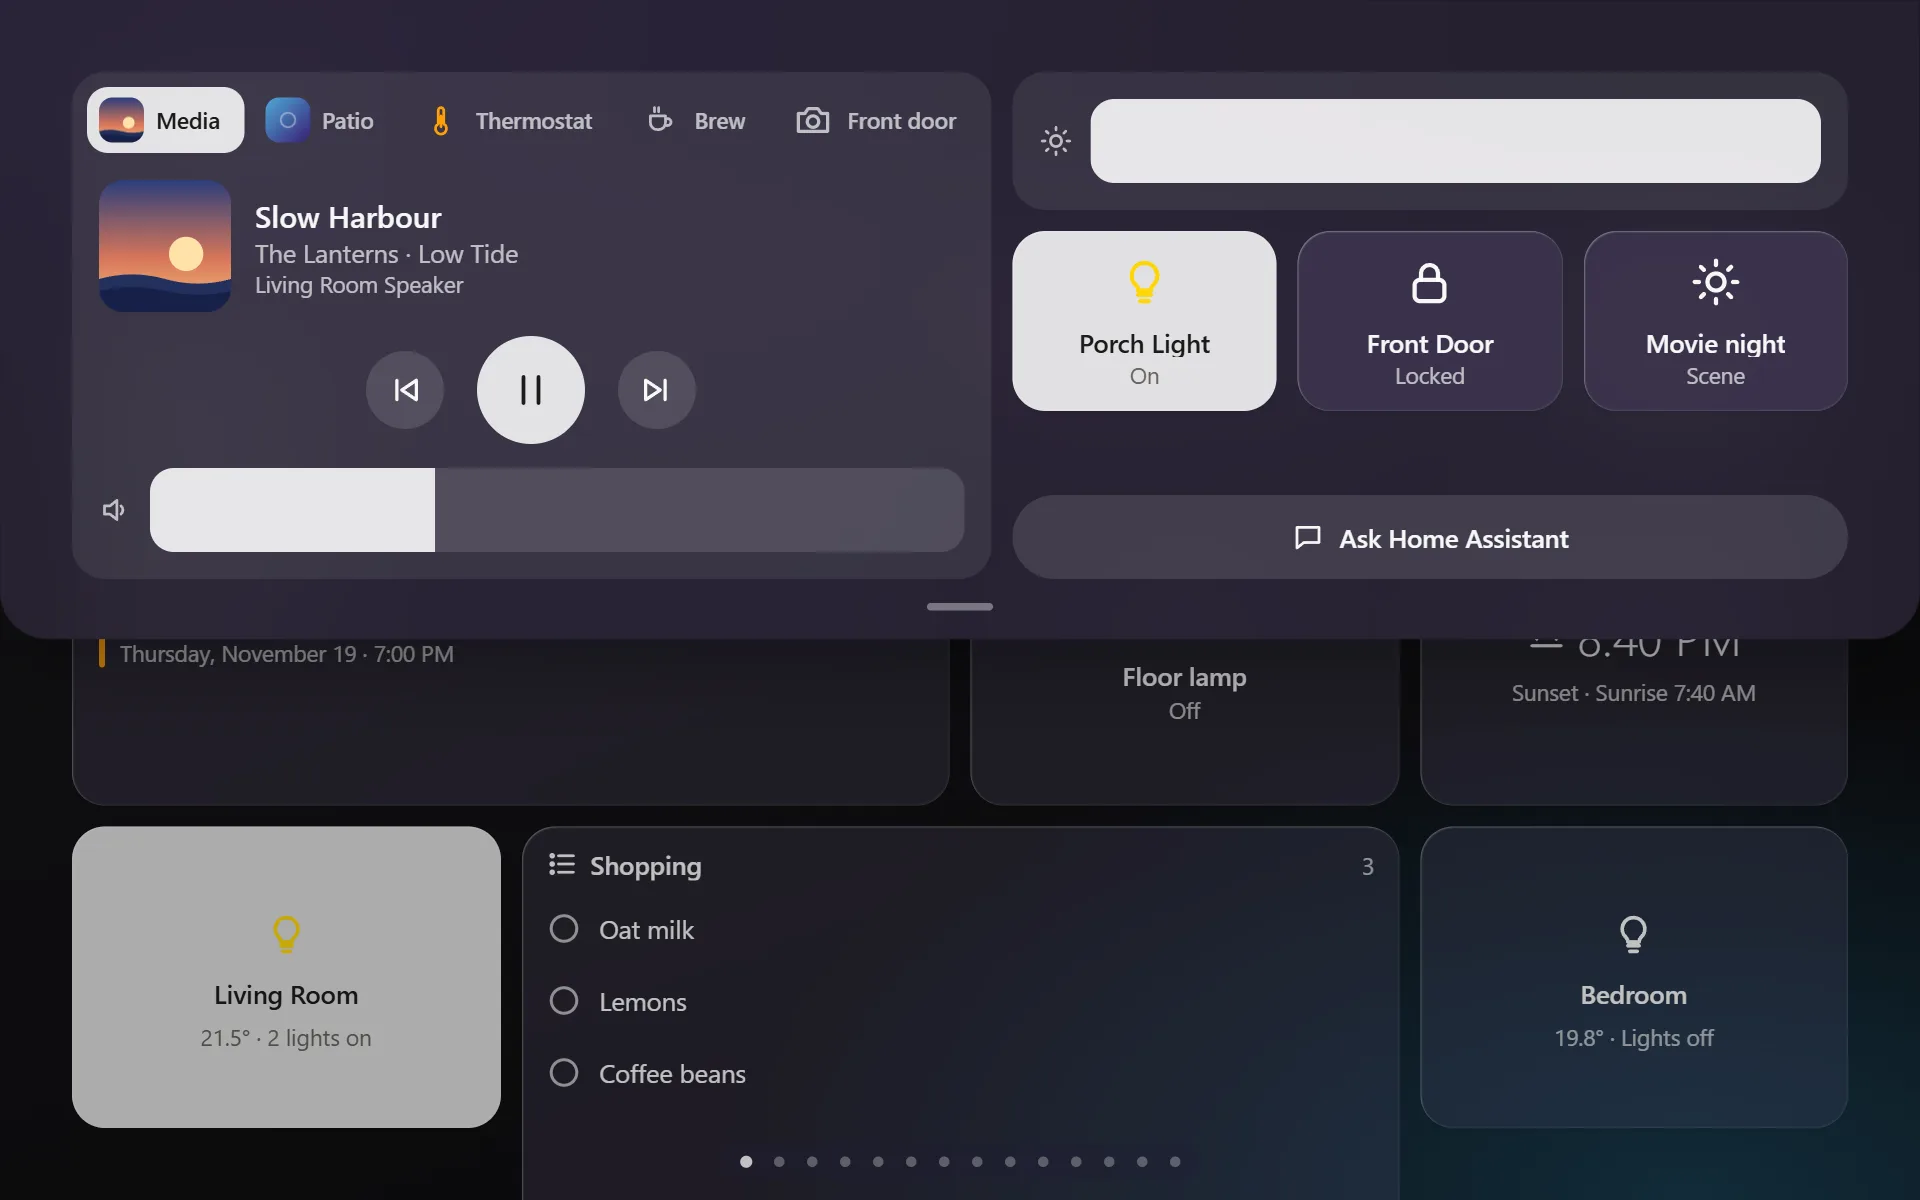 Media
Patio
Thermostat
Brew
Front door
Slow Harbour
The Lanterns · Low Tide
Living Room Speaker
Porch Light
On
Front Door
Locked
Movie night
Scene
Ask Home Assistant
Thursday, November 19 · 7:00 PM
Floor lamp
Off
PM
Sunset · Sunrise 7:40 AM
Living Room
21.5° · 2 lights on
Shopping
3
Oat milk
Lemons
Coffee beans
Bedroom
19.8° · Lights off